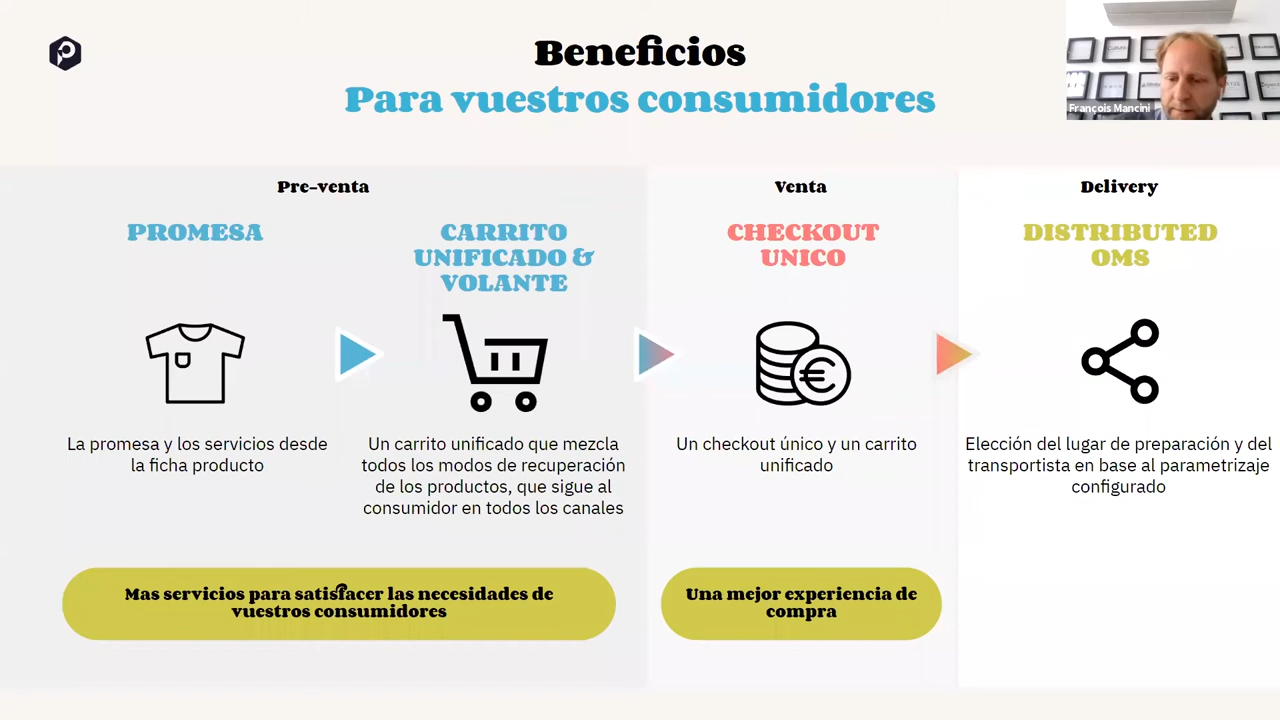 Beneficios
Para vuestros consumidores
François Mancini
Pre-venta
Venta
Delivery
PROMESA
CARRITO
UNIFICADO &
VOLANTE
CHECKOUT
UNICO
DISTRIBUTED
OMS
La promesa y los servicios desde
la ficha producto
Un carrito unificado que mezcla
todos los modos de recuperación
de los productos, que sigue al
consumidor en todos los canales
Un checkout único y un carrito
unificado
Elección del lugar de preparación y del
transportista en base al parametrizaje
configurado
Mas servicios para satisfacer las necesidades de
vuestros consumidores
Una mejor experiencia de
compra